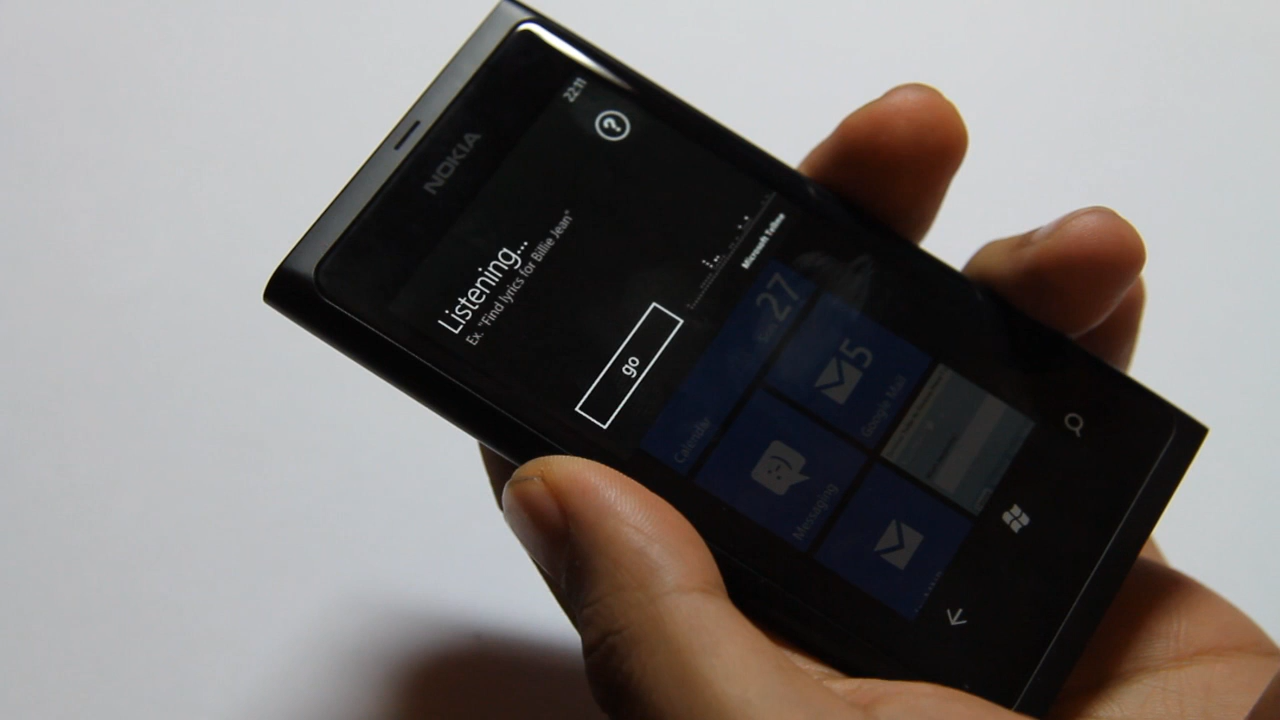 NOKIA
22:11
?
Listening...
Ex. "Find lyrics for Billie Jean"
go
Microsoft Tellme
27
Calendar
5
Google Mail
Messaging